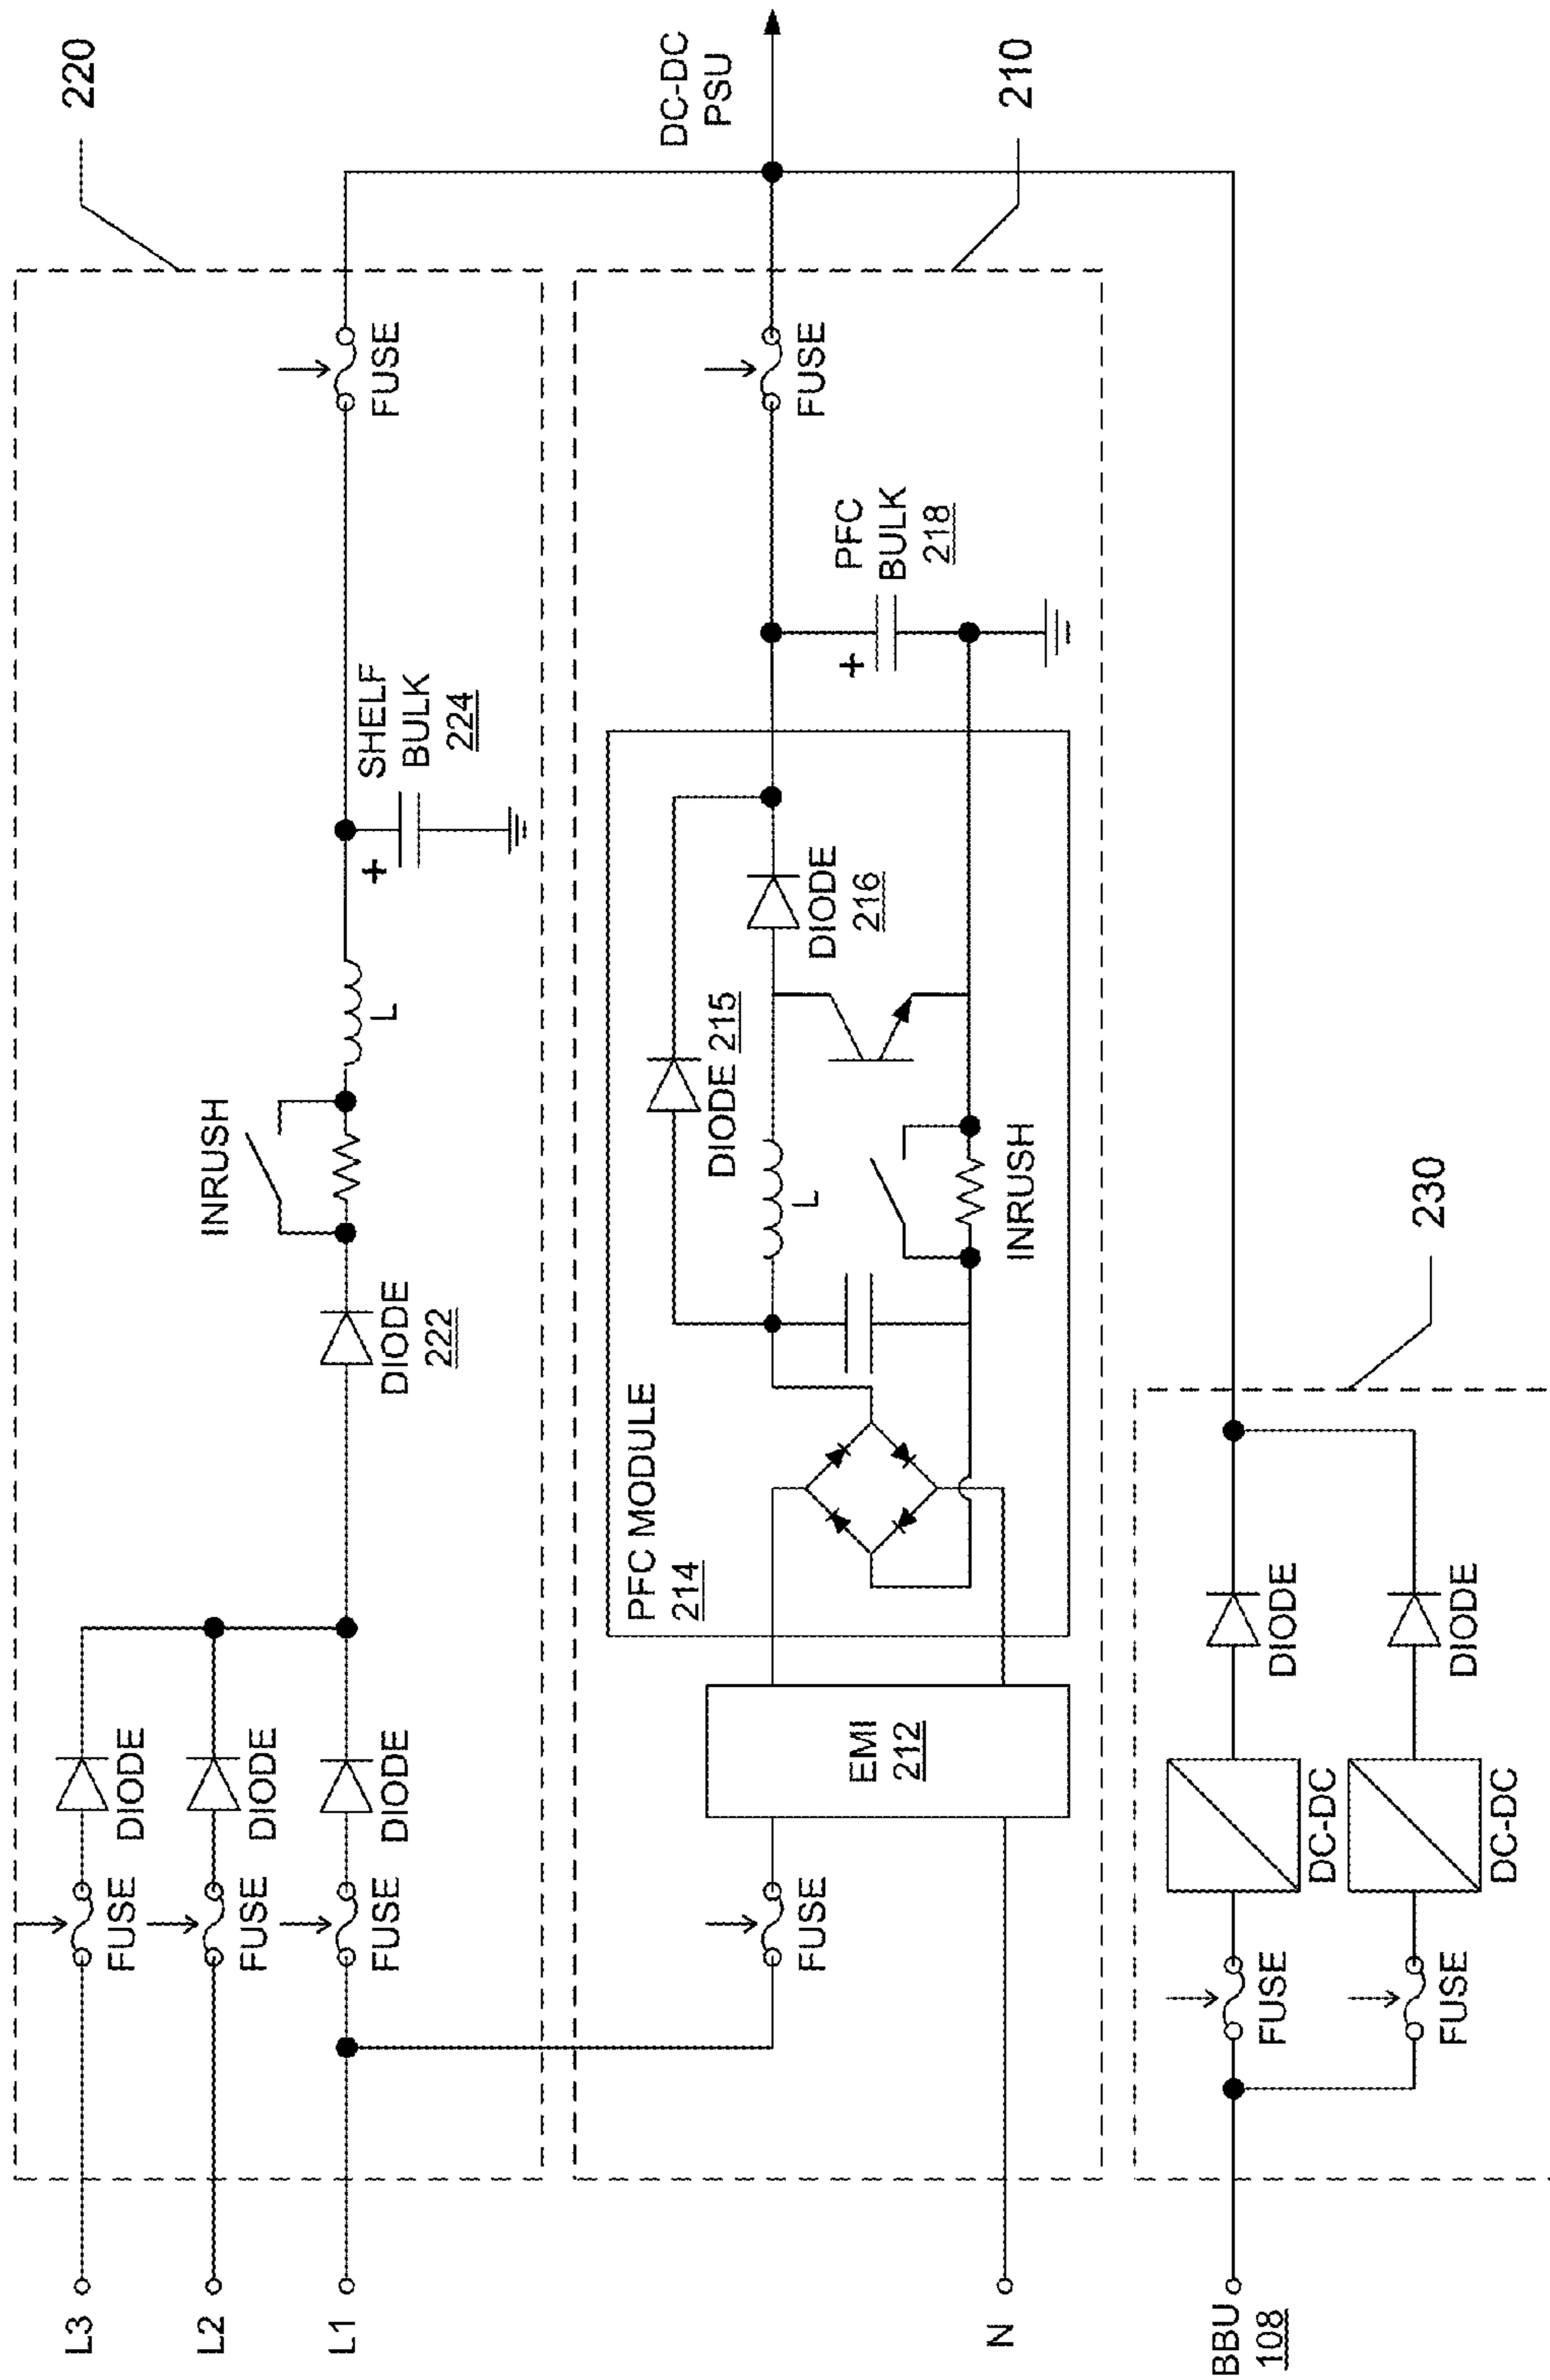 220
L3
FUSE
DIODE
L2
FUSE
DIODE
L1
FUSE
DIODE
DIODE
222
INRUSH
L
SHELF
BULK
224
+
FUSE
DC-DC
PSU
210
FUSE
EMI
212
PFC MODULE
214
DIODE 215
L
DIODE
216
INRUSH
PFC
BULK
218
+
FUSE
N
230
BBU
108
FUSE
DC-DC
DIODE
FUSE
DC-DC
DIODE